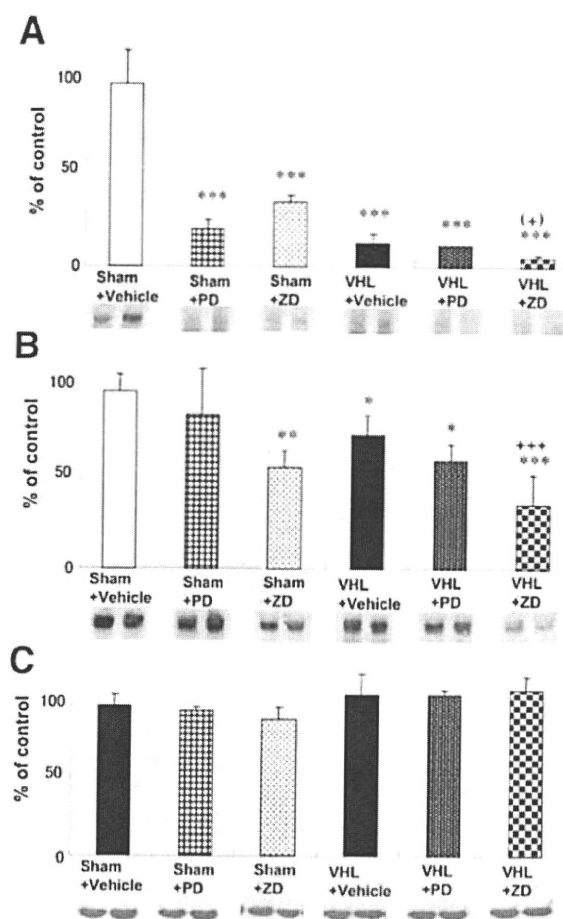 A
% of control
100
50
0
***
***
***
***
(+)
***
Sham
+Vehicle
Sham
+PD
Sham
+ZD
VHL
+Vehicle
VHL
+PD
VHL
+ZD
B
% of control
100
50
0
**
*
*
+++
***
Sham
+Vehicle
Sham
+PD
Sham
+ZD
VHL
+Vehicle
VHL
+PD
VHL
+ZD
C
% of control
100
50
0
Sham
+Vehicle
Sham
+PD
Sham
+ZD
VHL
+Vehicle
VHL
+PD
VHL
+ZD